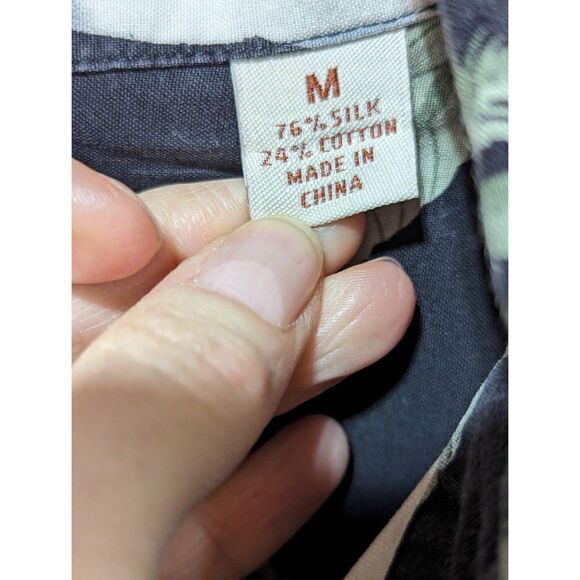 M
76% SILK
24% COTTON
MADE IN
CHINA